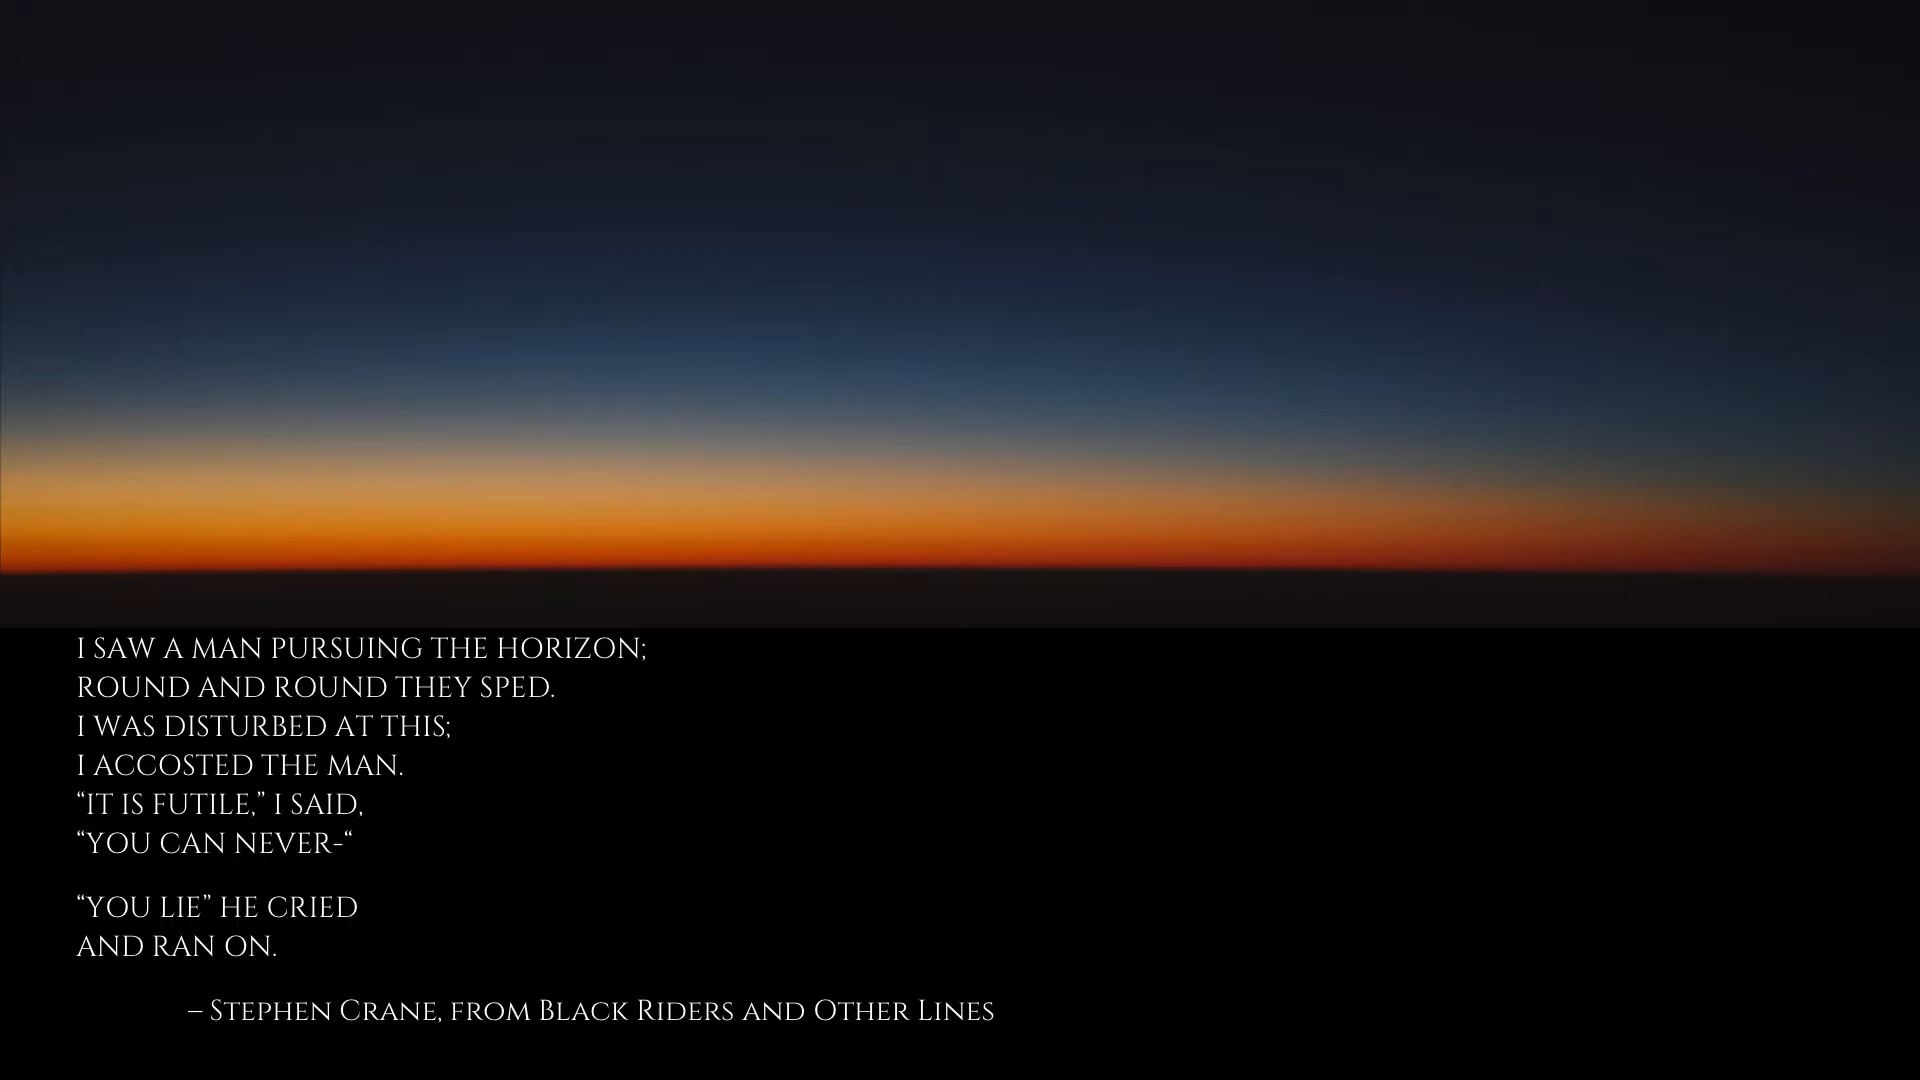 I SAW A MAN PURSUING THE HORIZON;
ROUND AND ROUND THEY SPED.
I WAS DISTURBED AT THIS;
I ACCOSTED THE MAN.
“IT IS FUTILE,” I SAID,
“YOU CAN NEVER-“
“YOU LIE” HE CRIED
AND RAN ON.
– Stephen Crane, from Black Riders and Other Lines